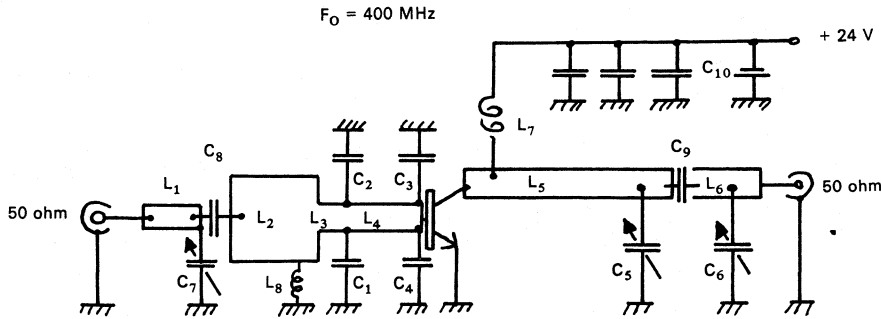 F₀ = 400 MHz
+ 24 V
C₁₀
L₇
C₈
C₂
C₃
C₉
L₁
L₅
L₆
50 ohm
50 ohm
L₂
L₃
L₄
C₇
L₈
C₁
C₄
C₅
C₆